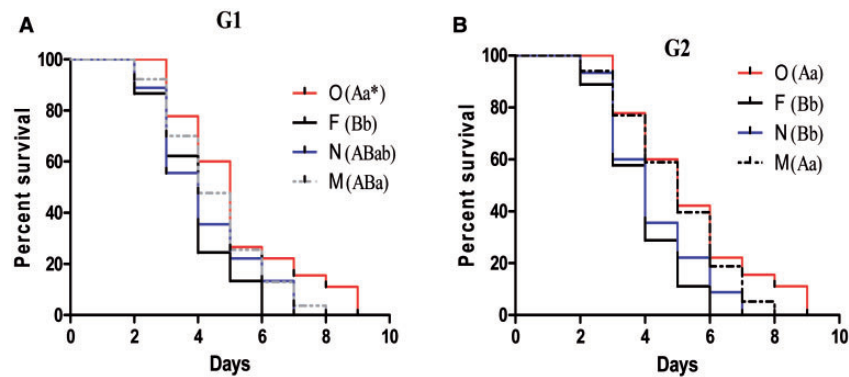 A
G1
Percent survival
100
80
60
40
20
0
0 2 4 6 8 10
Days
O (Aa*)
F (Bb)
N (ABab)
M (ABa)
B
G2
Percent survival
100
80
60
40
20
0
0 2 4 6 8 10
Days
O (Aa)
F (Bb)
N (Bb)
M (Aa)